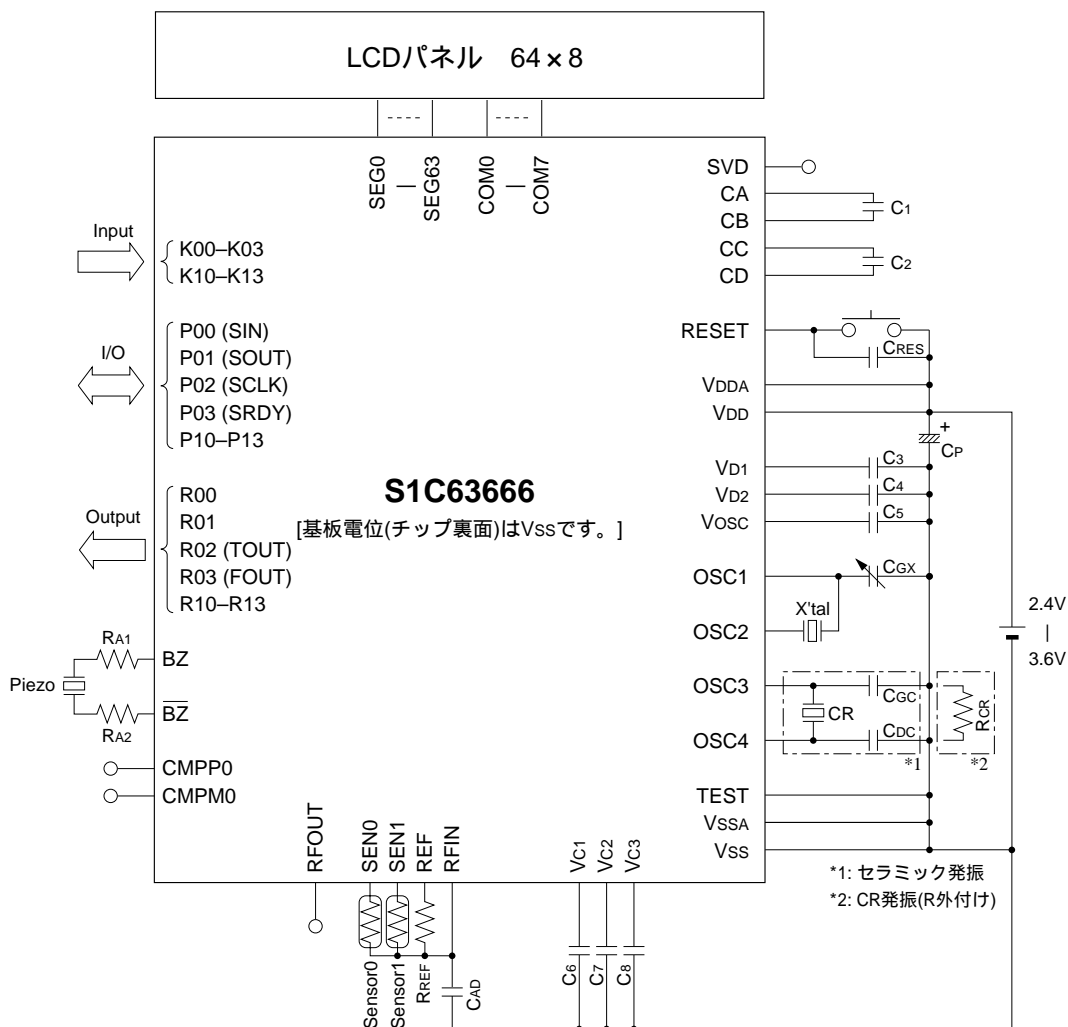 LCDパネル　64×8
SEG0
—
SEG63
COM0
—
COM7
Input
K00–K03
K10–K13
I/O
P00 (SIN)
P01 (SOUT)
P02 (SCLK)
P03 (SRDY)
P10–P13
Output
R00
R01
R02 (TOUT)
R03 (FOUT)
R10–R13
Piezo
RA1
RA2
BZ
BZ
CMPP0
CMPM0
S1C63666
[基板電位(チップ裏面)はVSSです。]
SVD
CA
CB
C1
CC
CD
C2
RESET
CRES
VDDA
VDD
+
CP
VD1
C3
VD2
C4
VOSC
C5
OSC1
CGX
X'tal
OSC2
2.4V
|
3.6V
OSC3
CGC
CR
OSC4
CDC
*1
RCR
*2
TEST
VSSA
VSS
*1: セラミック発振
*2: CR発振(R外付け)
RFOUT
SEN0
SEN1
REF
RFIN
VC1
VC2
VC3
Sensor0
Sensor1
RREF
CAD
C6
C7
C8